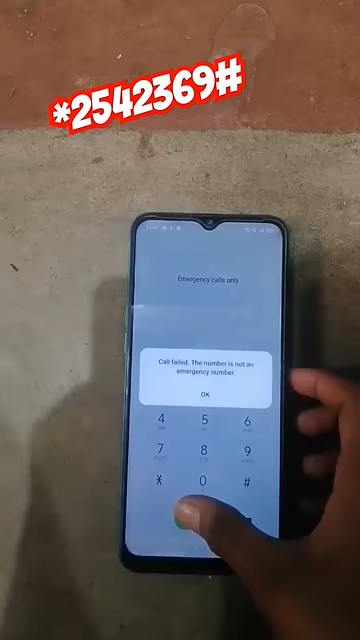 *2542369#
Emergency calls only
Call failed. The number is not an
emergency number.
OK
4 5 6
7 8 9
* 0 #